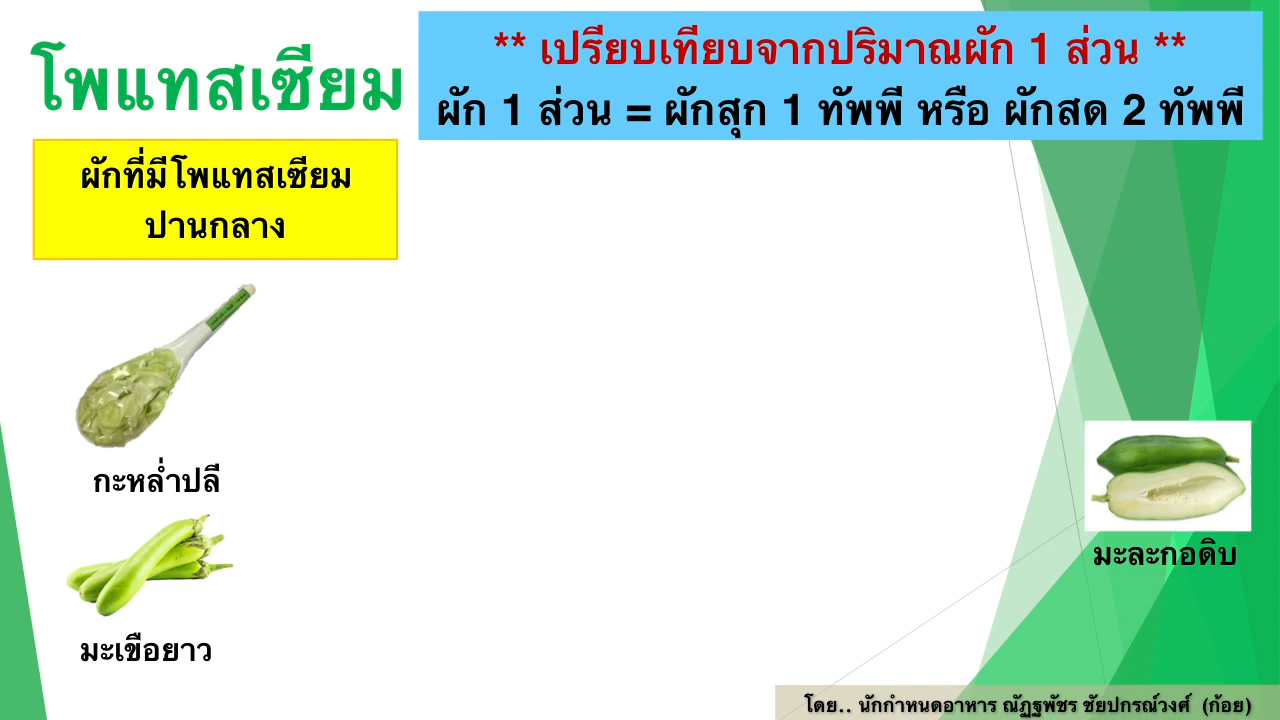 โพแทสเซียม
** เปรียบเทียบจากปริมาณผัก 1 ส่วน **
ผัก 1 ส่วน = ผักสุก 1 ทัพพี หรือ ผักสด 2 ทัพพี
ผักที่มีโพแทสเซียม
ปานกลาง
กะหล่ำปลี
มะเขือยาว
มะละกอดิบ
โดย.. นักกำหนดอาหาร ณัฏฐพัชร ชัยปกรณ์วงศ์ (ก้อย)